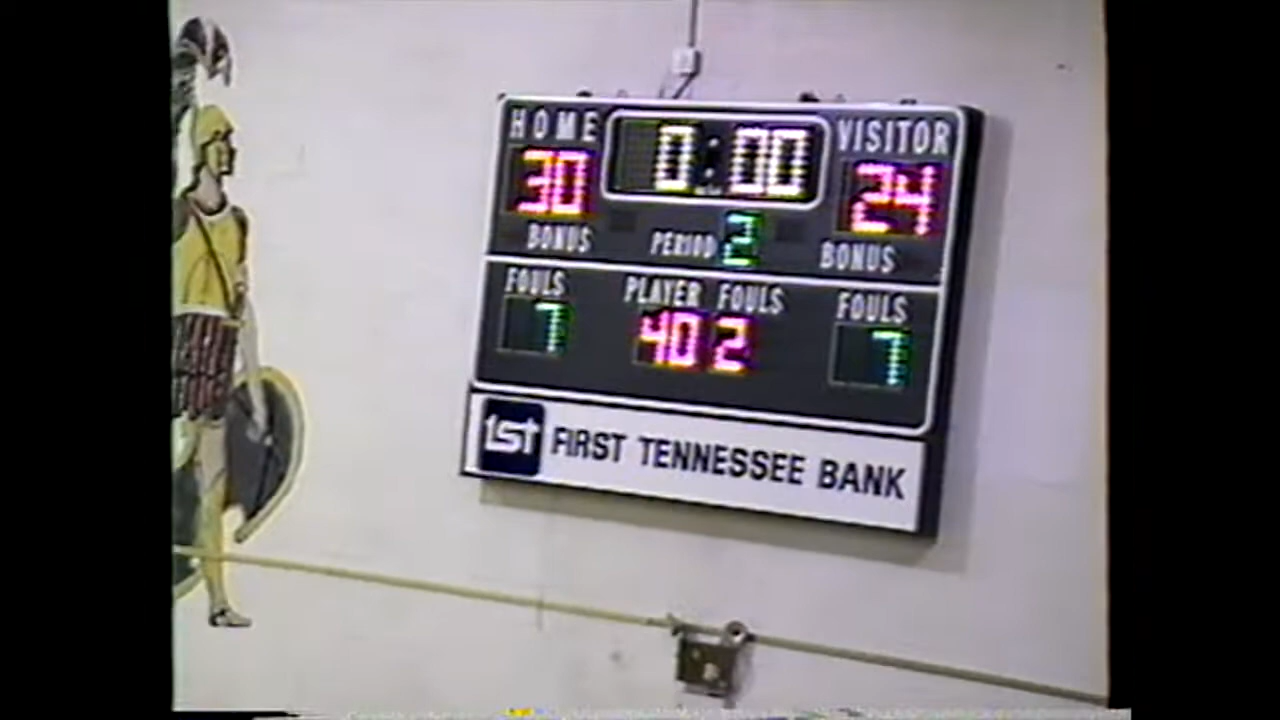 HOME 0:00 VISITOR
30 24
BONUS PERIOD 2 BONUS
FOULS PLAYER FOULS FOULS
7 40 2 7
1st FIRST TENNESSEE BANK